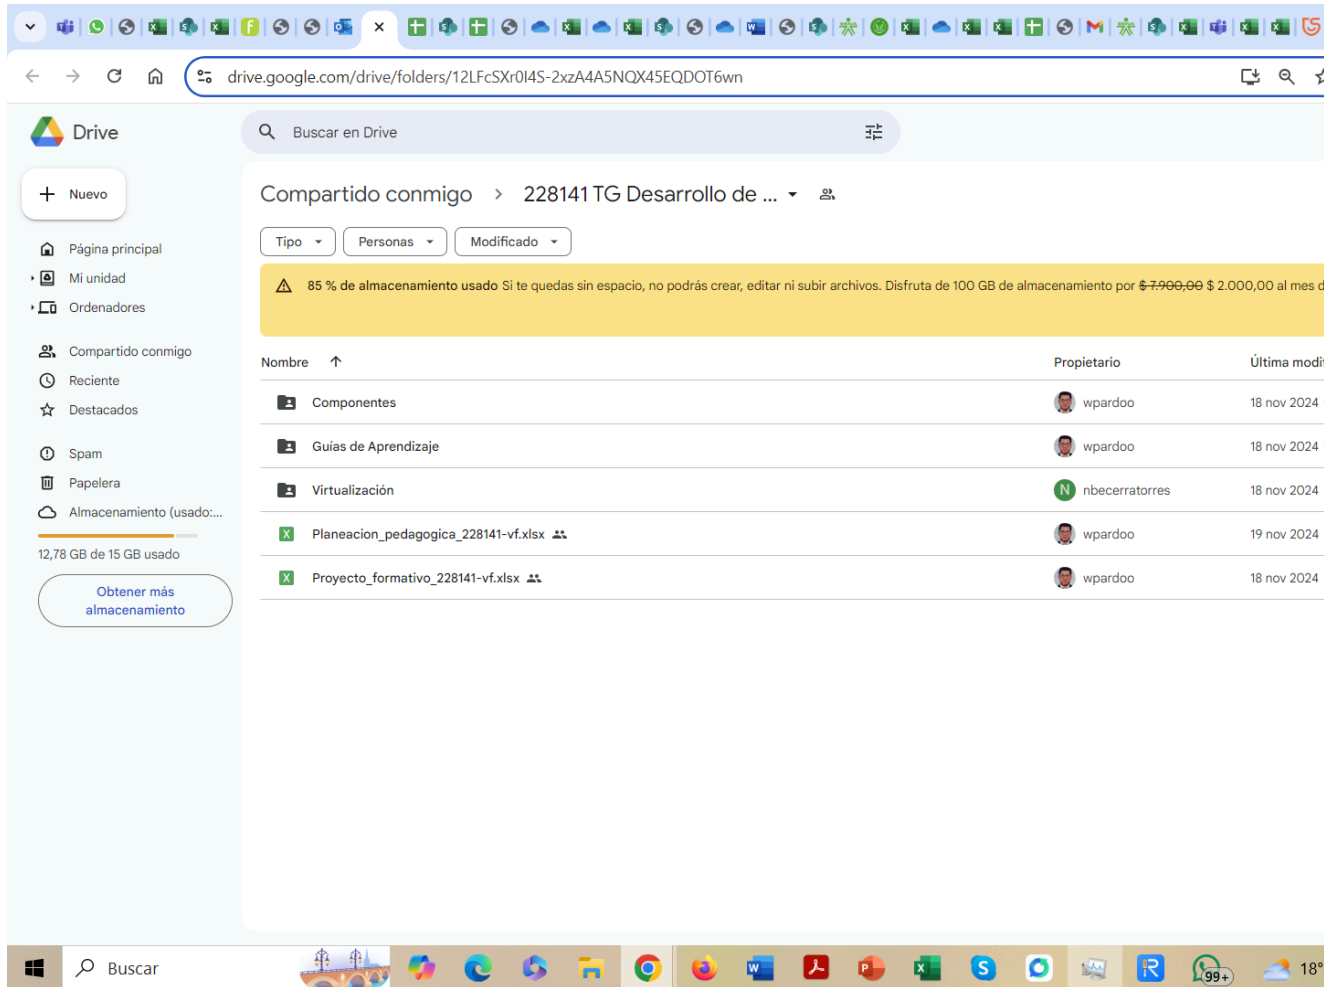 drive.google.com/drive/folders/12LFcSXr0I4S-2xzA4A5NQX45EQDOT6wn
Drive
Buscar en Drive
Nuevo
Compartido conmigo > 228141 TG Desarrollo de ...
Tipo Personas Modificado
Página principal
Mi unidad
Ordenadores
Compartido conmigo
Reciente
Destacados
Spam
Papelera
Almacenamiento (usado:...
12,78 GB de 15 GB usado
Obtener más
almacenamiento
85 % de almacenamiento usado Si te quedas sin espacio, no podrás crear, editar ni subir archivos. Disfruta de 100 GB de almacenamiento por $ 7.900,00 $ 2.000,00 al mes d
Nombre Propietario Última modif
Componentes wpardoo 18 nov 2024
Guías de Aprendizaje wpardoo 18 nov 2024
Virtualización N nbecerratorres 18 nov 2024
Planeacion_pedagogica_228141-vf.xlsx wpardoo 19 nov 2024
Proyecto_formativo_228141-vf.xlsx wpardoo 18 nov 2024
Buscar
99+
18°